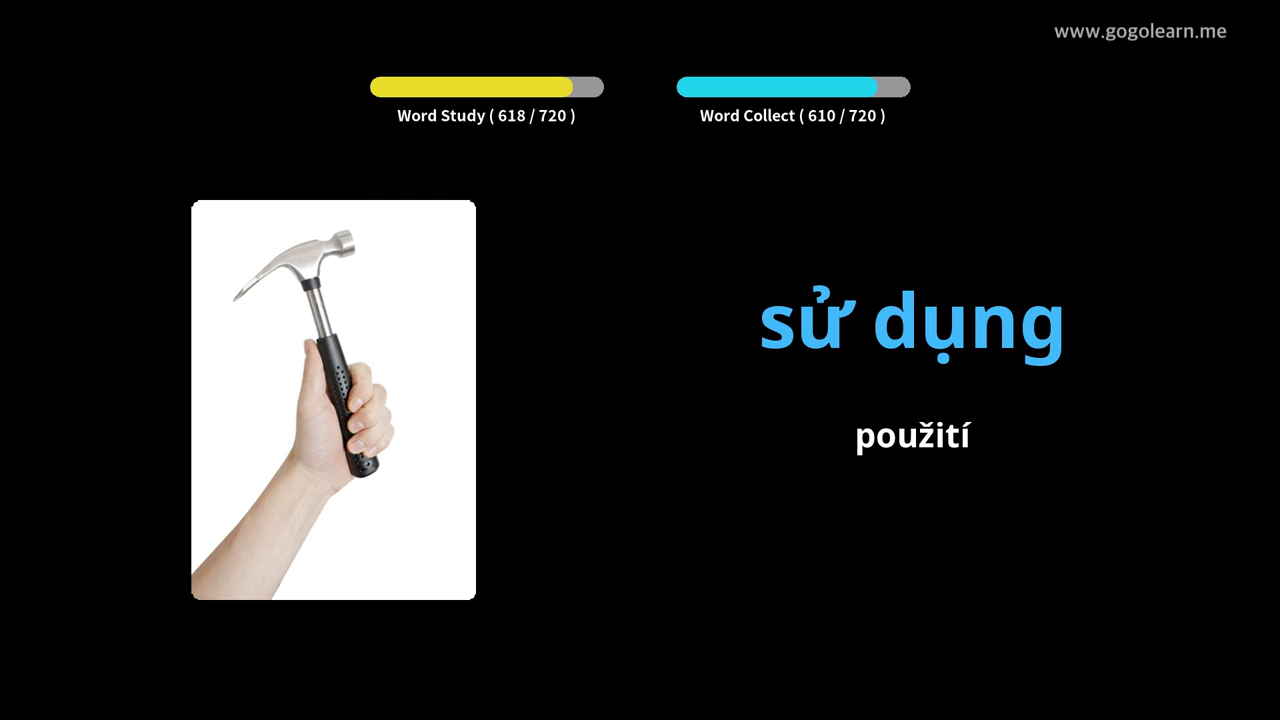 www.gogolearn.me
Word Study ( 618 / 720 )
Word Collect ( 610 / 720 )
sử dụng
použití